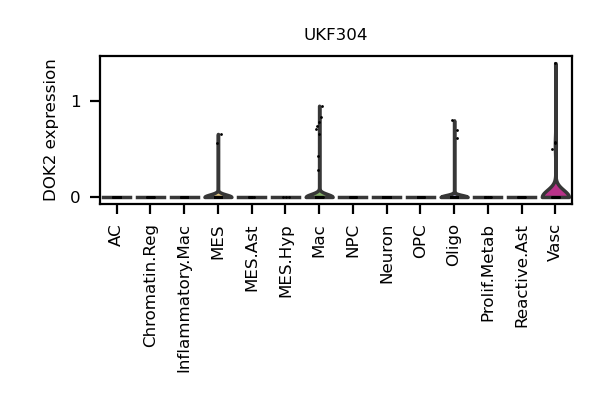 UKF304
DOK2 expression
1
0
AC
Chromatin.Reg
Inflammatory.Mac
MES
MES.Ast
MES.Hyp
Mac
NPC
Neuron
OPC
Oligo
Prolif.Metab
Reactive.Ast
Vasc